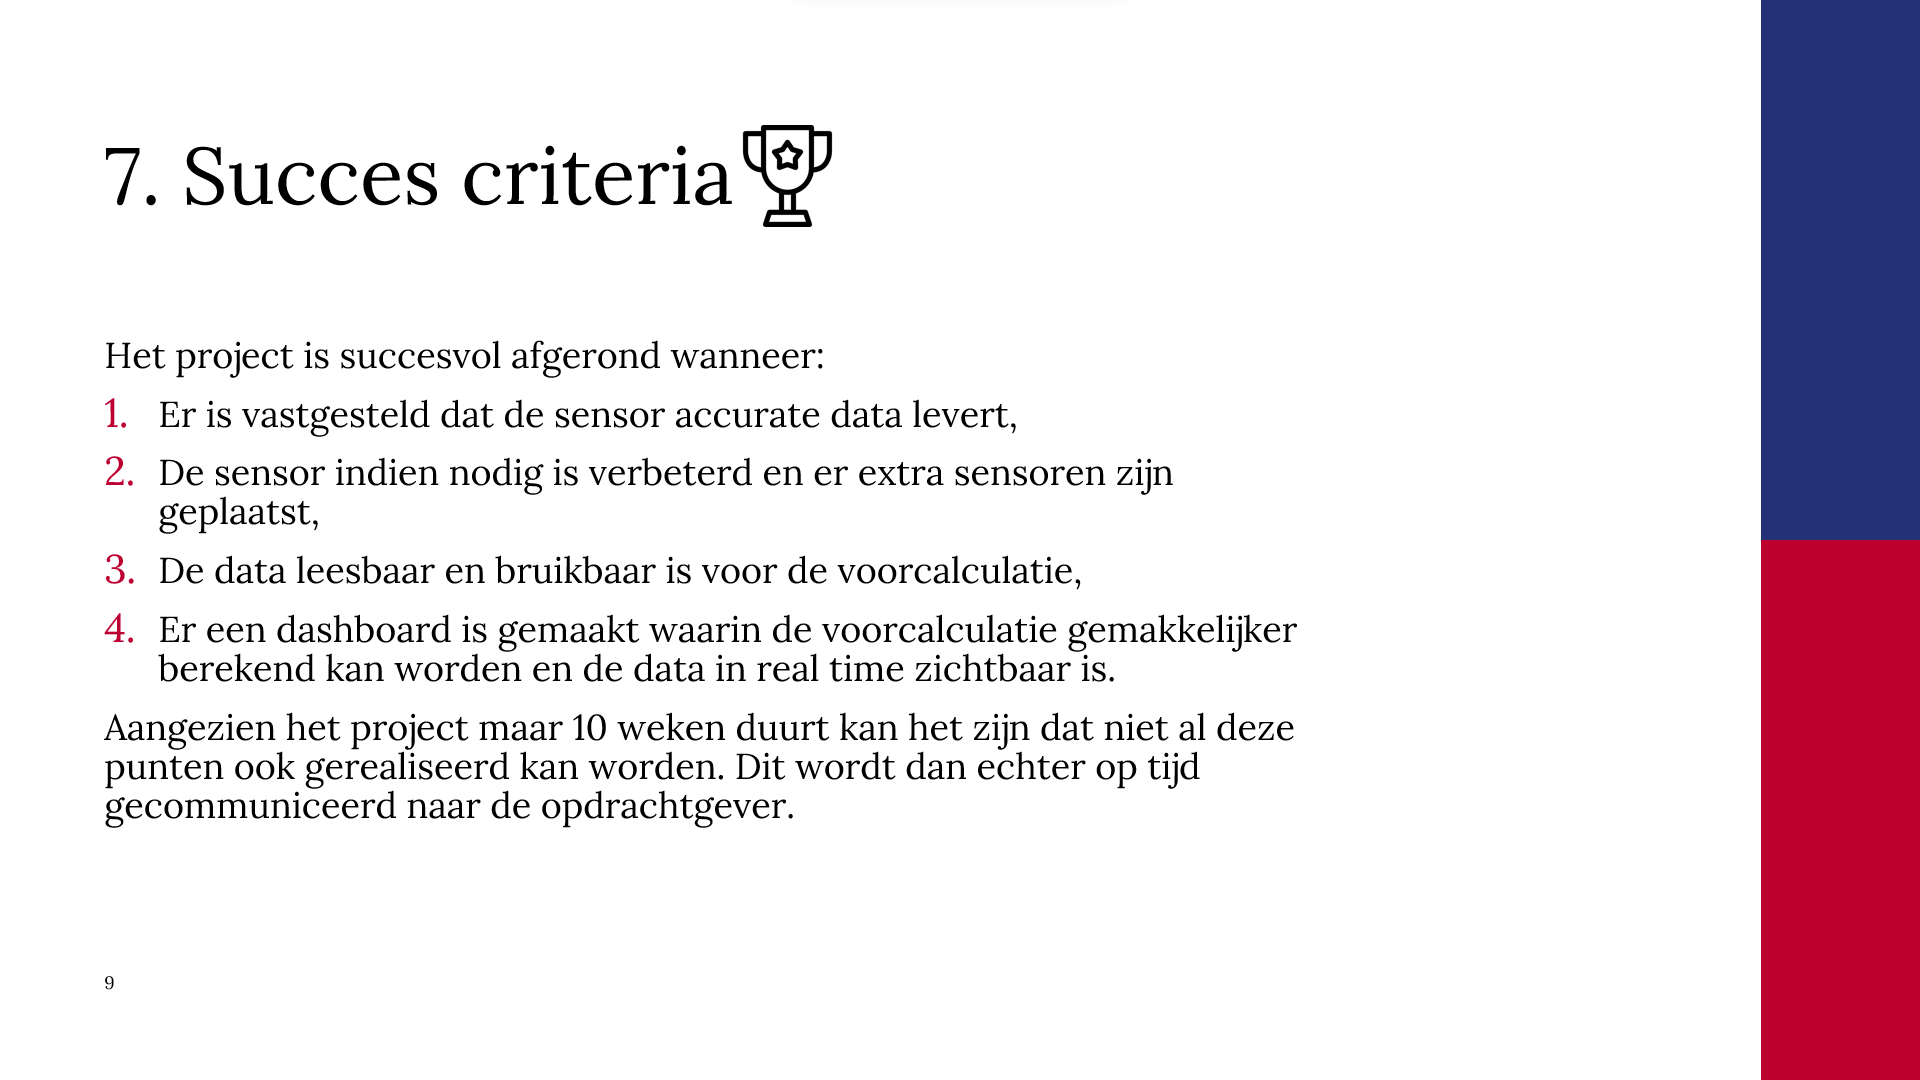 7. Succes criteria
Het project is succesvol afgerond wanneer:
1. Er is vastgesteld dat de sensor accurate data levert,
2. De sensor indien nodig is verbeterd en er extra sensoren zijn
geplaatst,
3. De data leesbaar en bruikbaar is voor de voorcalculatie,
4. Er een dashboard is gemaakt waarin de voorcalculatie gemakkelijker
berekend kan worden en de data in real time zichtbaar is.
Aangezien het project maar 10 weken duurt kan het zijn dat niet al deze
punten ook gerealiseerd kan worden. Dit wordt dan echter op tijd
gecommuniceerd naar de opdrachtgever.
9